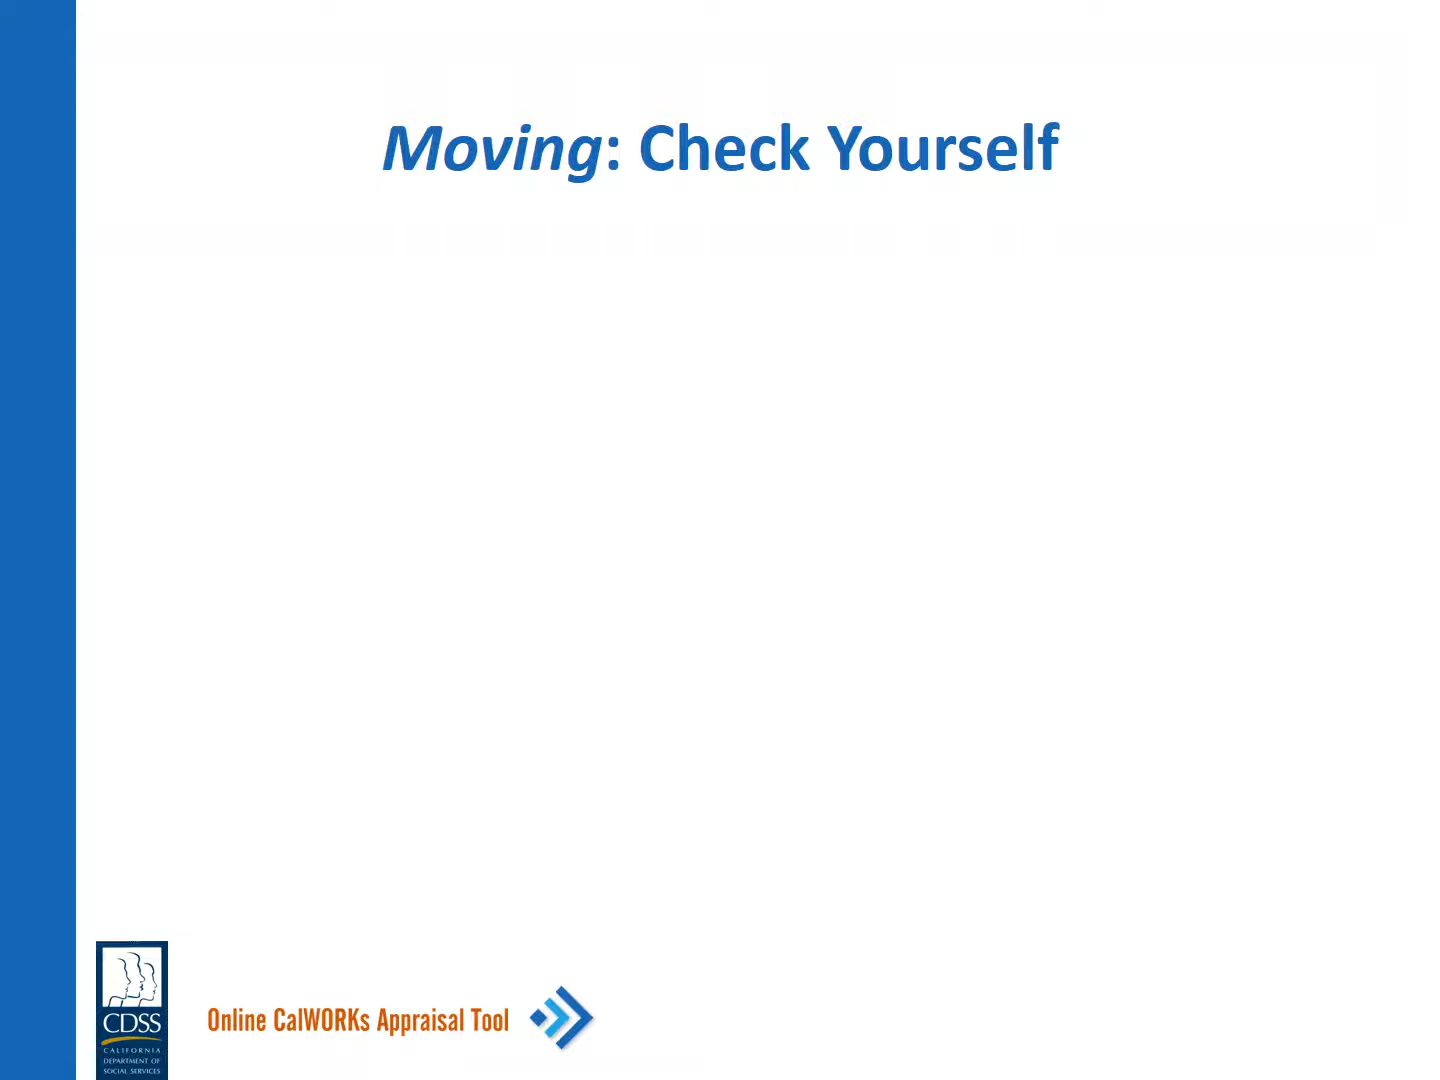 Moving: Check Yourself
CDSS
CALIFORNIA
DEPARTMENT OF
SOCIAL SERVICES
Online CalWORKs Appraisal Tool